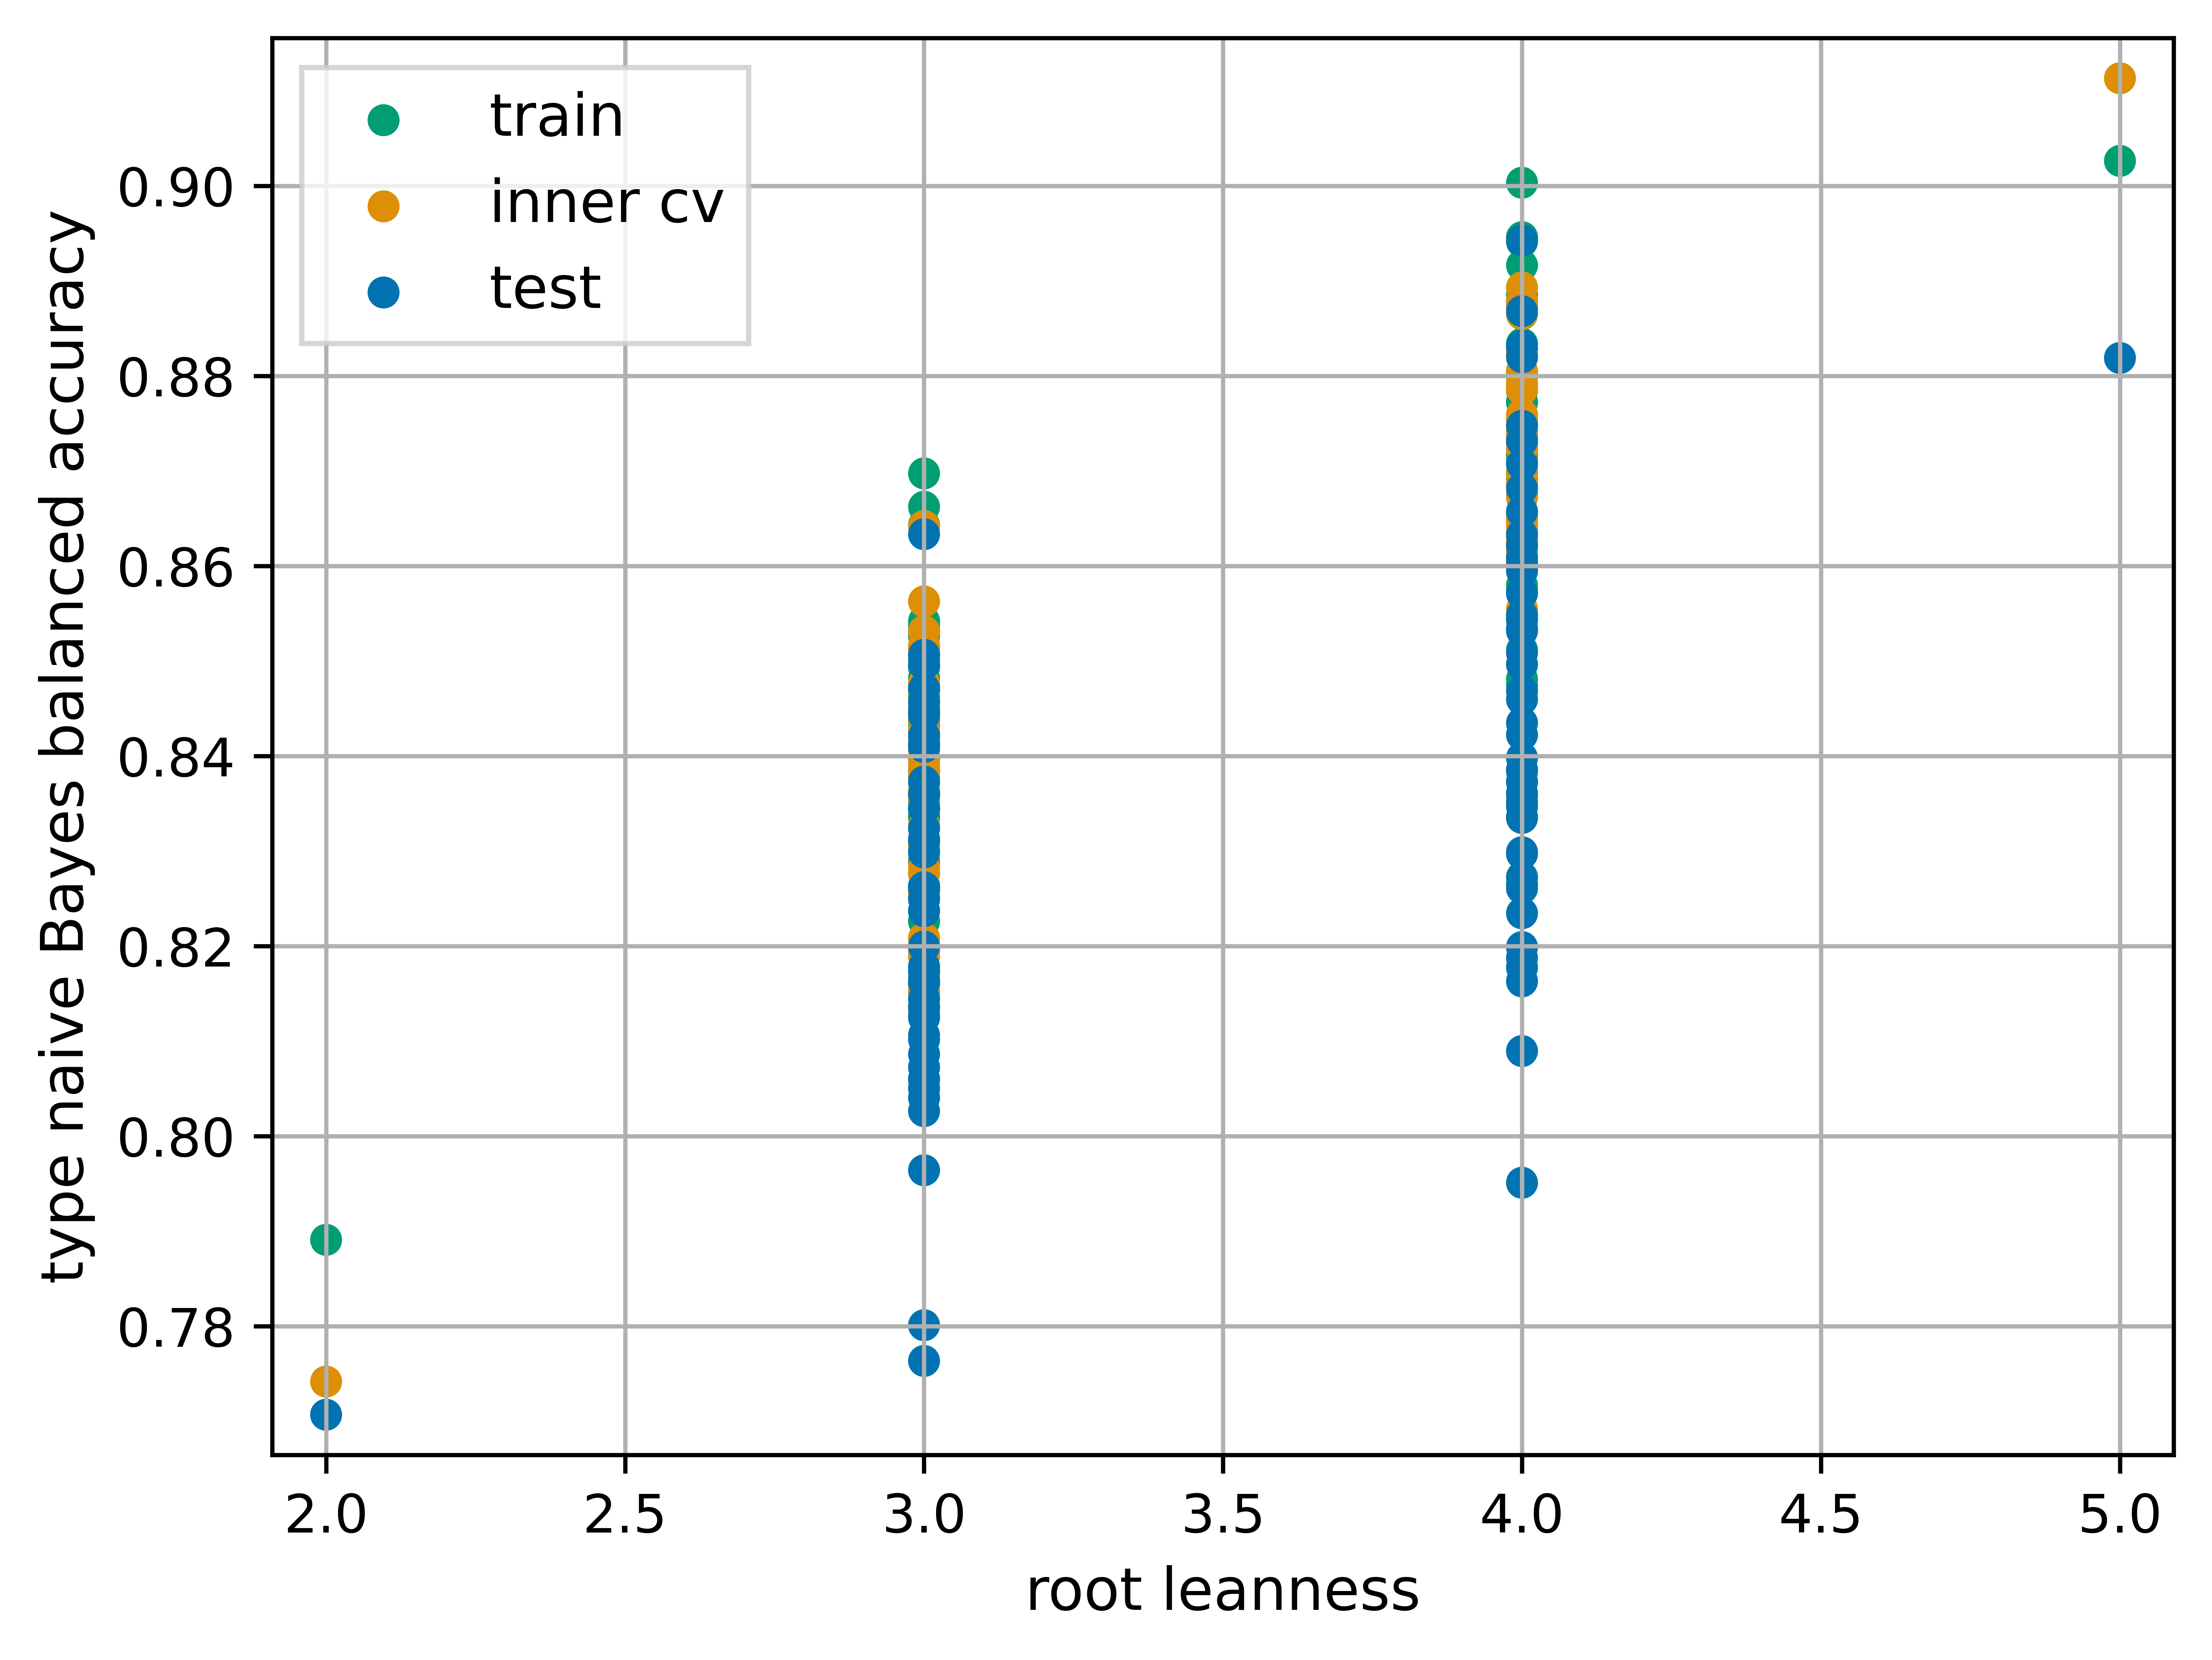 train
inner cv
test
type naive Bayes balanced accuracy
0.90
0.88
0.86
0.84
0.82
0.80
0.78
2.0 2.5 3.0 3.5 4.0 4.5 5.0
root leanness